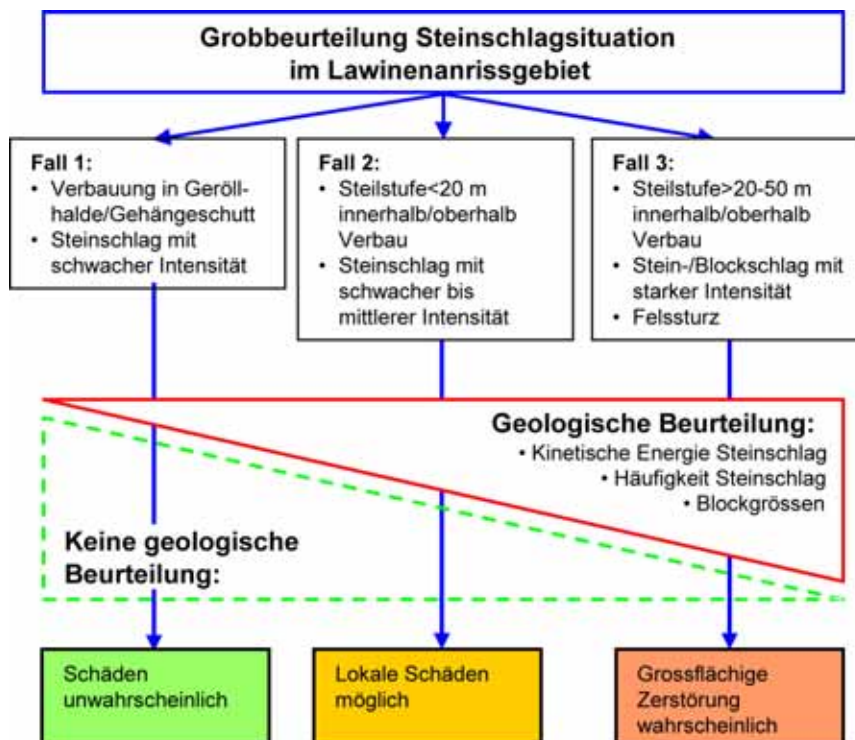 Grobbeurteilung Steinschlagsituation
im Lawinenanrissgebiet
Fall 1:
• Verbauung in Geröll-
halde/Gehängeschutt
• Steinschlag mit
schwacher Intensität
Fall 2:
• Steilstufe<20 m
innerhalb/oberhalb
Verbau
• Steinschlag mit
schwacher bis
mittlerer Intensität
Fall 3:
• Steilstufe>20-50 m
innerhalb/oberhalb
Verbau
• Stein-/Blockschlag mit
starker Intensität
• Felssturz
Geologische Beurteilung:
• Kinetische Energie Steinschlag
• Häufigkeit Steinschlag
• Blockgrössen
Keine geologische
Beurteilung:
Schäden
unwahrscheinlich
Lokale Schäden
möglich
Grossflächige
Zerstörung
wahrscheinlich